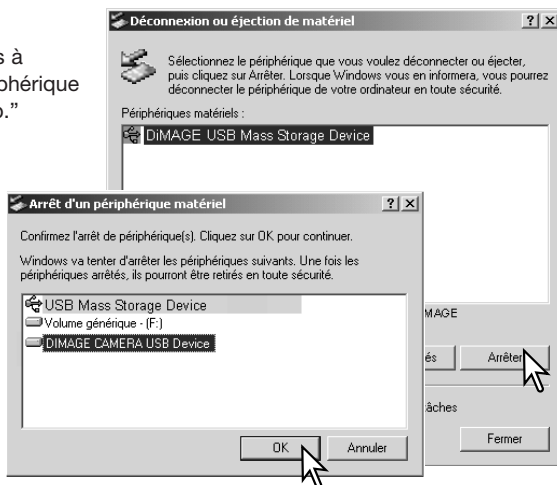 s à
phérique
o.”
Déconnexion ou éjection de matériel
Sélectionnez le périphérique que vous voulez déconnecter ou éjecter,
puis cliquez sur Arrêter. Lorsque Windows vous en informera, vous pourrez
déconnecter le périphérique de votre ordinateur en toute sécurité.
Périphériques matériels :
DiMAGE USB Mass Storage Device
Arrêt d'un périphérique matériel
Confirmez l'arrêt de périphérique(s). Cliquez sur OK pour continuer.
Windows va tenter d'arrêter les périphériques suivants. Une fois les
périphériques arrêtés, ils pourront être retirés en toute sécurité.
USB Mass Storage Device
Volume générique - (F:)
DIMAGE CAMERA USB Device
OK Annuler
MAGE
és Arrêter
âches
Fermer